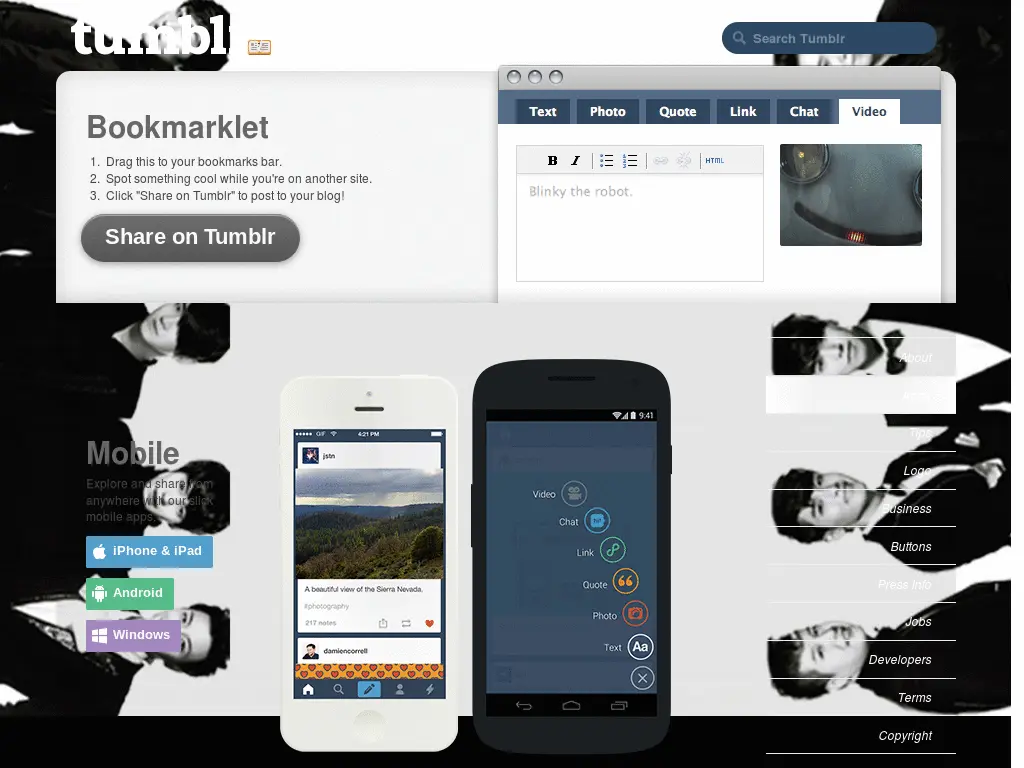 tumblr
Search Tumblr
Bookmarklet
1. Drag this to your bookmarks bar.
2. Spot something cool while you're on another site.
3. Click "Share on Tumblr" to post to your blog!
Share on Tumblr
Text Photo Quote Link Chat Video
B I HTML
Blinky the robot.
Mobile
Explore and share from
anywhere with our slick
mobile apps.
iPhone & iPad
Android
Windows
GIF 4:21 PM
jstn
A beautiful view of the Sierra Nevada.
#photography
217 notes
damiencorrell
9:41
Video
Chat
Link
Quote
Photo
Text Aa
About
Logo
Business
Buttons
Press Info
Jobs
Developers
Terms
Copyright